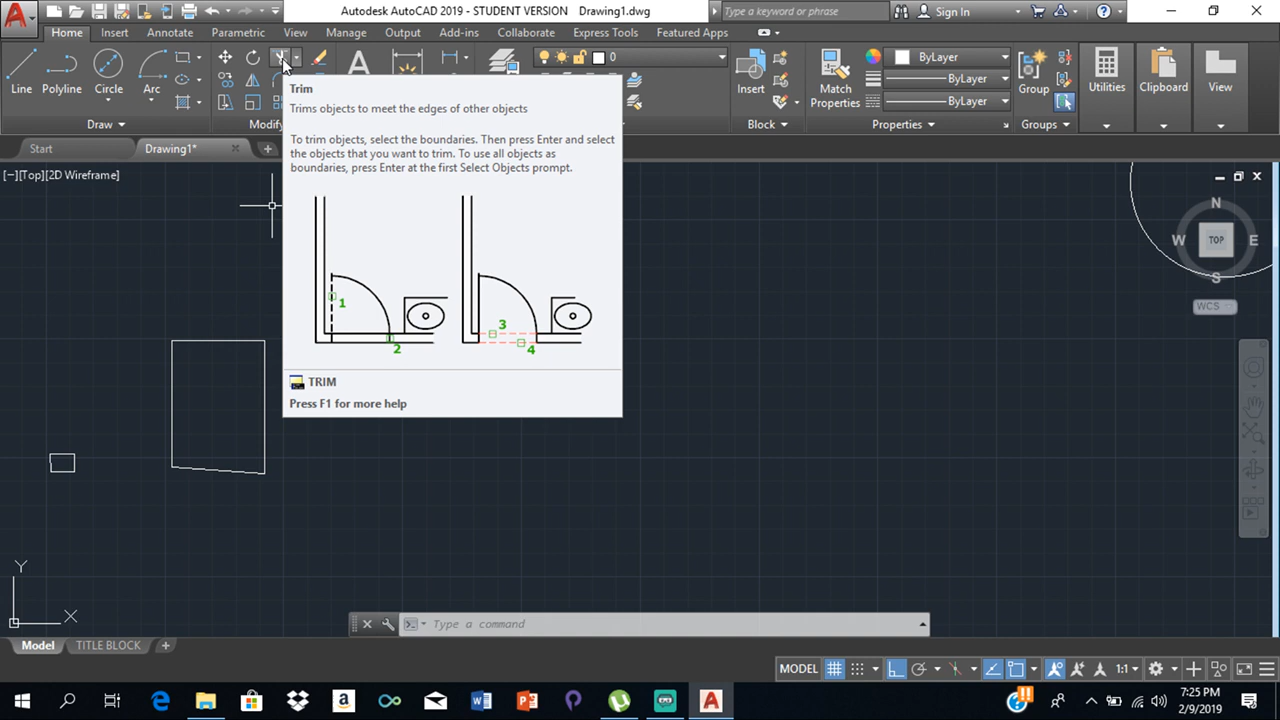 Autodesk AutoCAD 2019 - STUDENT VERSION Drawing1.dwg
Type a keyword or phrase
Sign In
Home Insert Annotate Parametric View Manage Output Add-ins Collaborate Express Tools Featured Apps
0
ByLayer
ByLayer
ByLayer
Line Polyline Circle Arc
Insert
Match
Properties
Group
Utilities
Clipboard
View
Draw
Block
Properties
Groups
Start
Drawing1*
[−][Top][2D Wireframe]
Trim
Trims objects to meet the edges of other objects
To trim objects, select the boundaries. Then press Enter and select
the objects that you want to trim. To use all objects as
boundaries, press Enter at the first Select Objects prompt.
1
2
3
4
TRIM
Press F1 for more help
N
W TOP E
S
WCS
Y
X
Type a command
Model
TITLE BLOCK
MODEL
1:1
7:25 PM
2/9/2019